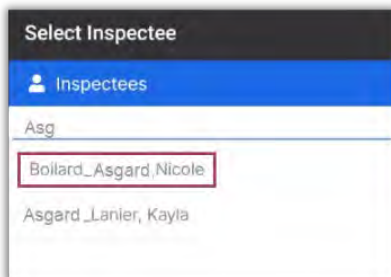 Select Inspectee
Inspectees
Asg
Boilard_Asgard,Nicole
Asgard_Lanier, Kayla